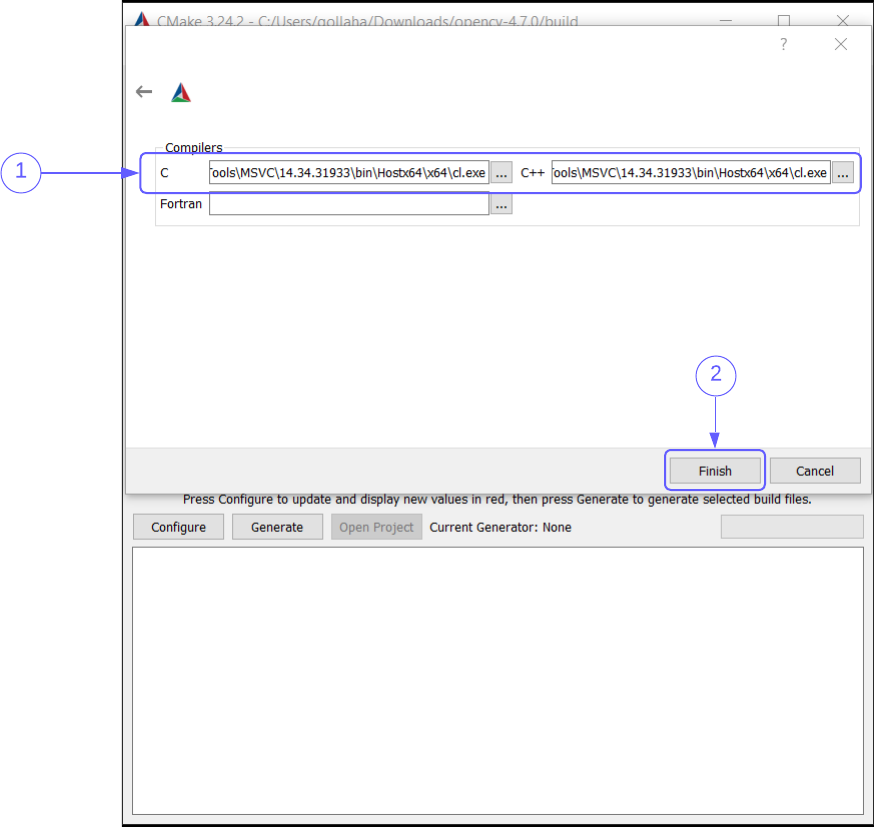 CMake 3.24.2 - C:/Users/gollaha/Downloads/opencv-4.7.0/build
?
Compilers
1
C ools\MSVC\14.34.31933\bin\Hostx64\x64\cl.exe ... C++ ools\MSVC\14.34.31933\bin\Hostx64\x64\cl.exe ...
Fortran ...
2
Finish Cancel
Press Configure to update and display new values in red, then press Generate to generate selected build files.
Configure Generate Open Project Current Generator: None